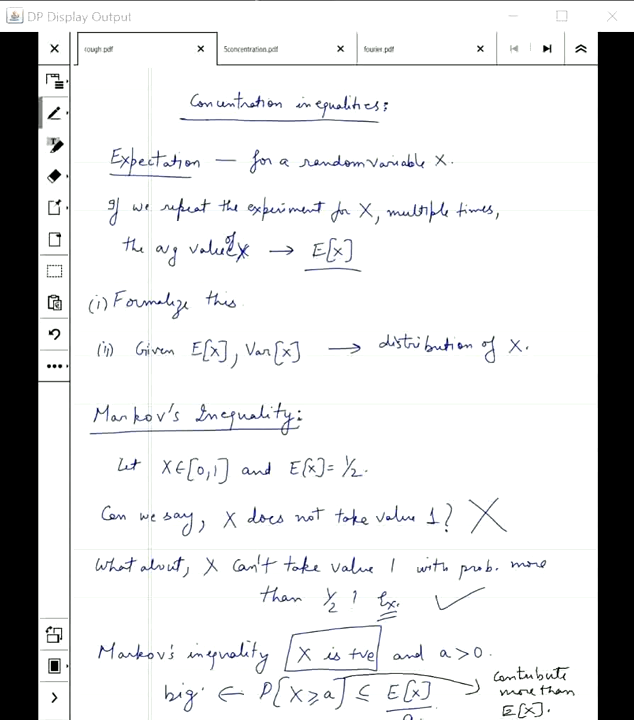 DP Display Output
rough.pdf
5concentration.pdf
fourier.pdf
Concentration inequalities:
Expectation — for a random variable X.
If we repeat the experiment for X, multiple times,
the avg value of X → E[X]
(i) Formalize this.
(ii) Given E[X], Var[X] → distribution of X.
Markov's Inequality:
Let X∈[0,1] and E[X]=1/2.
Can we say, X does not take value 1? X
What about, X can't take value 1 with prob. more
than 1/2? Ex. ✓
Markov's inequality X is +ve and a>0.
big ← P[X≥a] ≤ E[X]
a
contribute
more than
E[X].